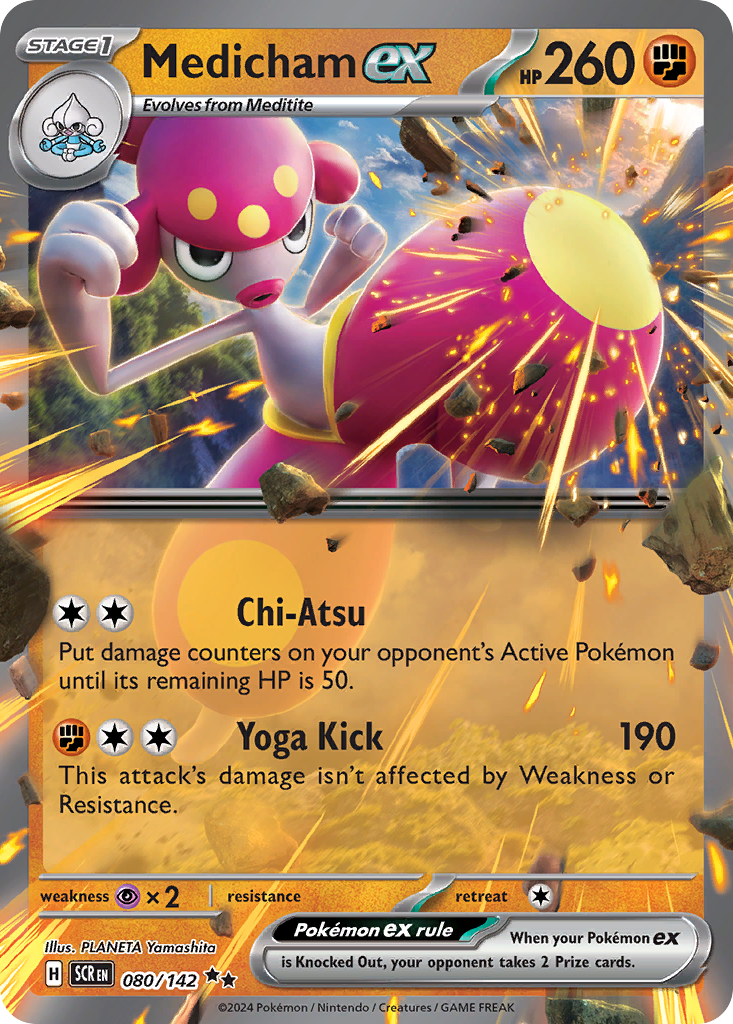 STAGE 1
Medicham ex
HP 260
Evolves from Meditite
Chi-Atsu
Put damage counters on your opponent's Active Pokémon
until its remaining HP is 50.
Yoga Kick 190
This attack's damage isn't affected by Weakness or
Resistance.
weakness ×2 resistance retreat
Illus. PLANETA Yamashita
Pokémon ex rule
When your Pokémon ex
is Knocked Out, your opponent takes 2 Prize cards.
H SCR EN 080/142
©2024 Pokémon / Nintendo / Creatures / GAME FREAK